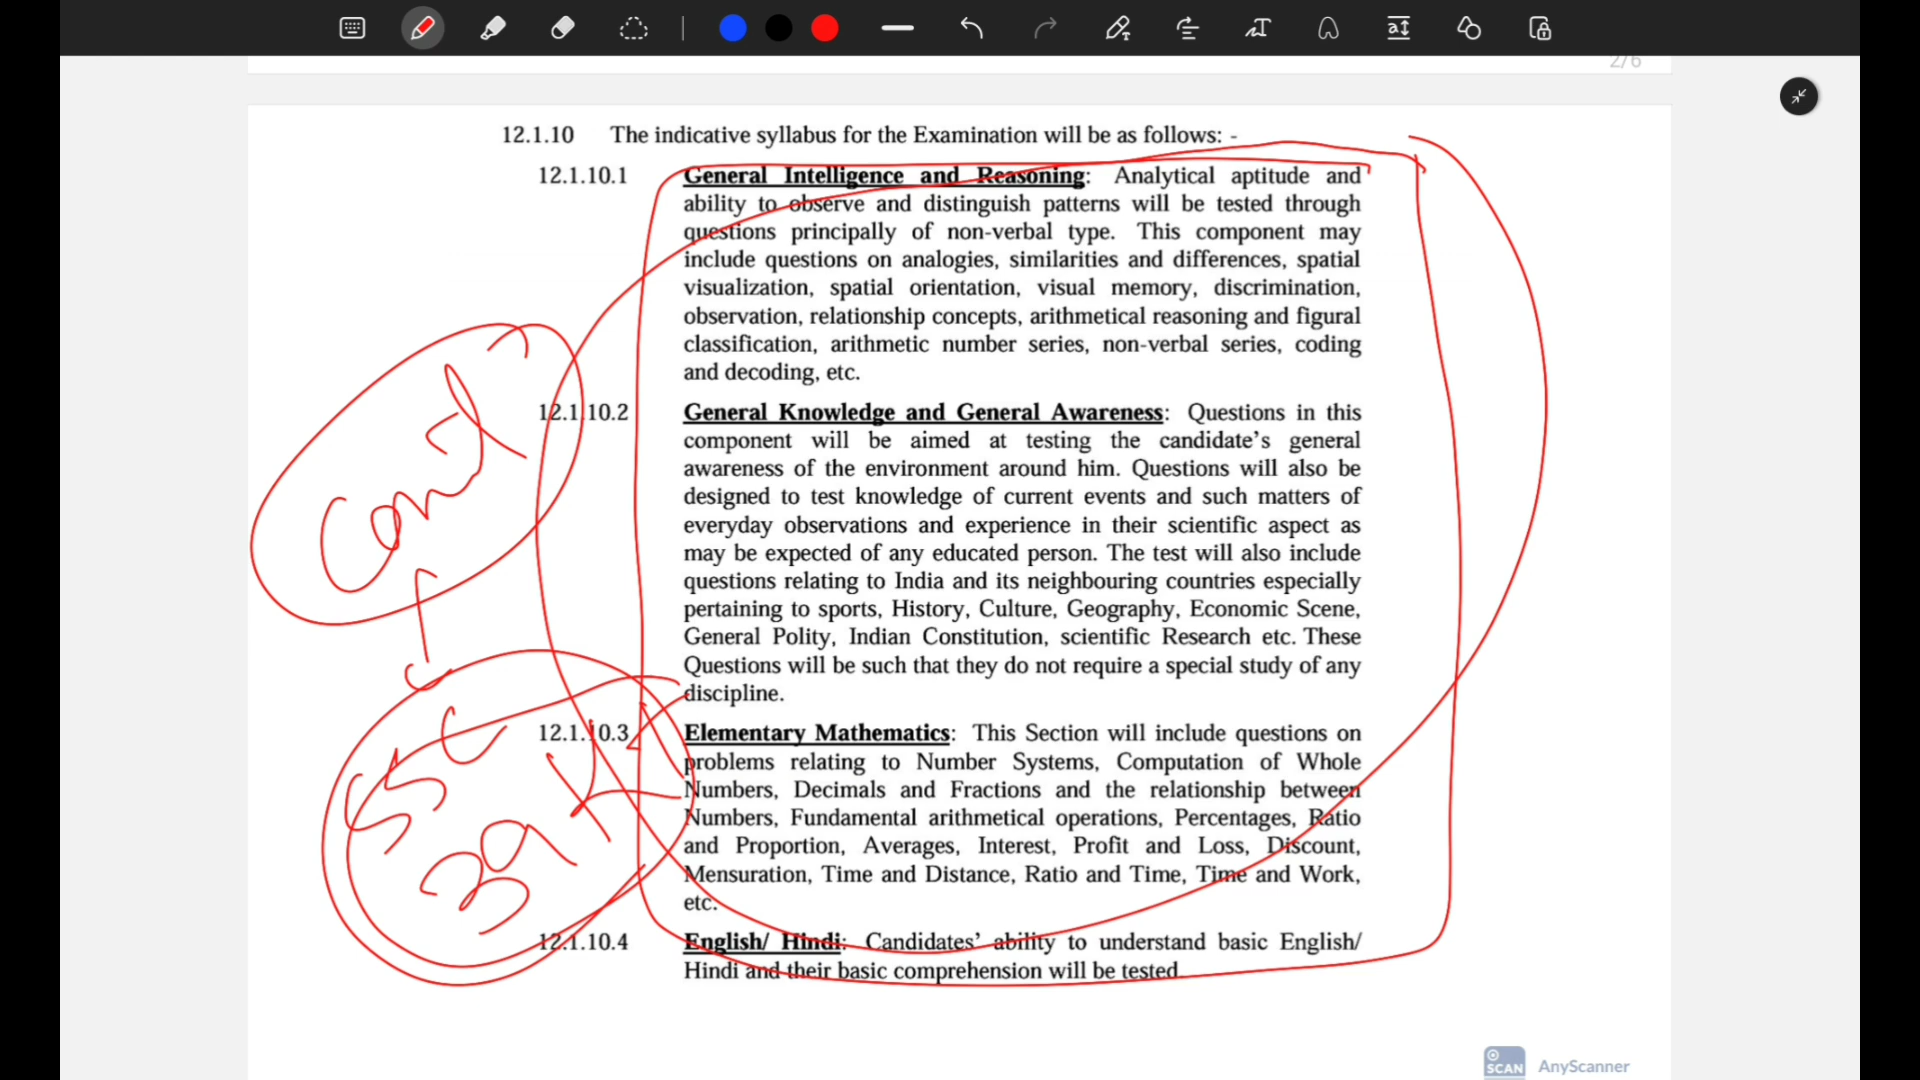 2/6
12.1.10 The indicative syllabus for the Examination will be as follows: -
12.1.10.1 General Intelligence and Reasoning: Analytical aptitude and
ability to observe and distinguish patterns will be tested through
questions principally of non-verbal type. This component may
include questions on analogies, similarities and differences, spatial
visualization, spatial orientation, visual memory, discrimination,
observation, relationship concepts, arithmetical reasoning and figural
classification, arithmetic number series, non-verbal series, coding
and decoding, etc.
12.1.10.2 General Knowledge and General Awareness: Questions in this
component will be aimed at testing the candidate's general
awareness of the environment around him. Questions will also be
designed to test knowledge of current events and such matters of
everyday observations and experience in their scientific aspect as
may be expected of any educated person. The test will also include
questions relating to India and its neighbouring countries especially
pertaining to sports, History, Culture, Geography, Economic Scene,
General Polity, Indian Constitution, scientific Research etc. These
Questions will be such that they do not require a special study of any
discipline.
12.1.10.3 Elementary Mathematics: This Section will include questions on
problems relating to Number Systems, Computation of Whole
Numbers, Decimals and Fractions and the relationship between
Numbers, Fundamental arithmetical operations, Percentages, Ratio
and Proportion, Averages, Interest, Profit and Loss, Discount,
Mensuration, Time and Distance, Ratio and Time, Time and Work,
etc.
12.1.10.4 English/ Hindi: Candidates' ability to understand basic English/
Hindi and their basic comprehension will be tested.
SSC
39K
SCAN AnyScanner